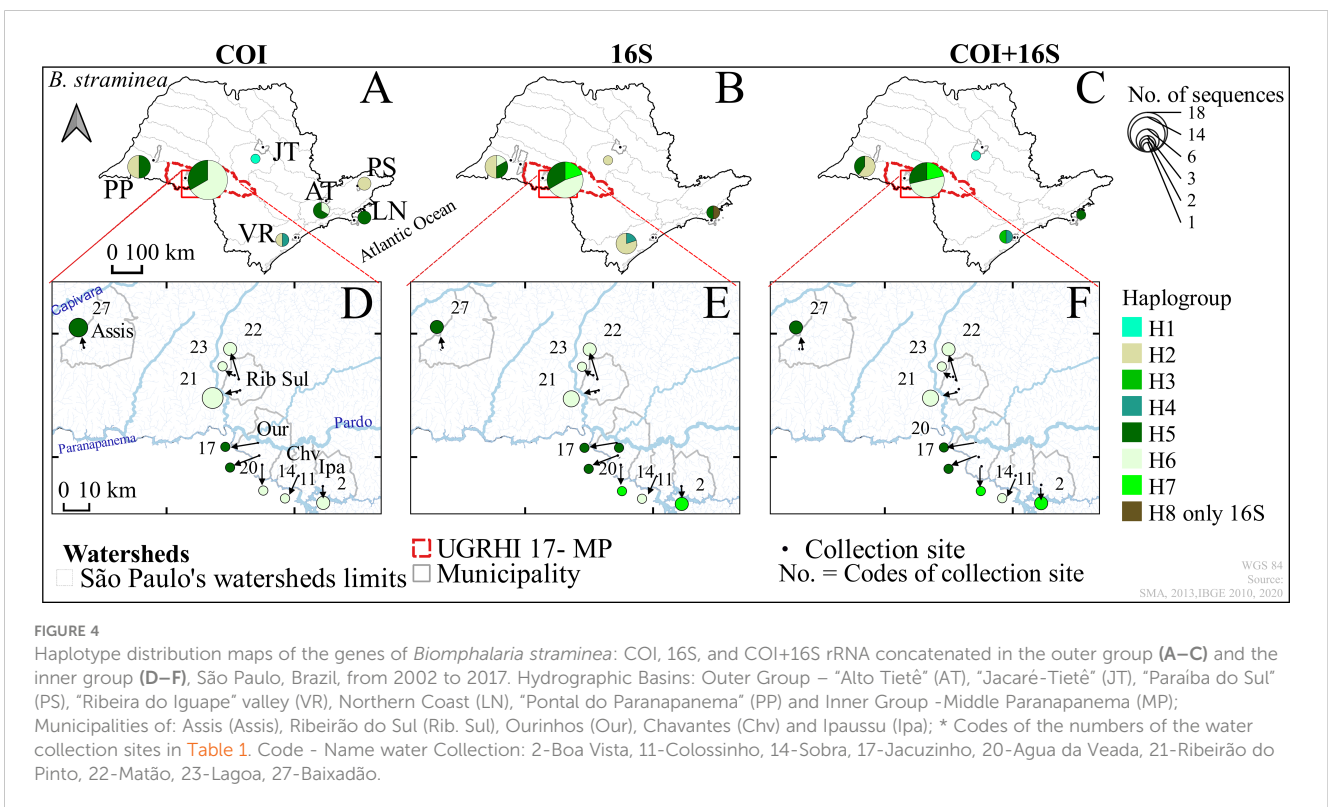 COI 16S COI+16S
B. straminea A B C
No. of sequences
18
14
6
3
2
1
JT
PS
PP AT LN
VR
Atlantic Ocean
0 100 km
Capivara 27 D 27 E 27 F
Assis
22 22 22
23 23 23
21 Rib Sul 21 21
Our Pardo 20
Paranapanema 17 17 17
Chv
20 14 11 Ipa 2 20 14 11 2 14 11 2
0 10 km
Haplogroup
H1
H2
H3
H4
H5
H6
H7
H8 only 16S
Watersheds
São Paulo's watersheds limits
UGRHI 17- MP
Municipality
• Collection site
No. = Codes of collection site
WGS 84
Source:
SMA, 2013,IBGE 2010, 2020
FIGURE 4
Haplotype distribution maps of the genes of Biomphalaria straminea: COI, 16S, and COI+16S rRNA concatenated in the outer group (A–C) and the
inner group (D–F), São Paulo, Brazil, from 2002 to 2017. Hydrographic Basins: Outer Group – “Alto Tietê” (AT), “Jacaré-Tietê” (JT), “Paraíba do Sul”
(PS), “Ribeira do Iguape” valley (VR), Northern Coast (LN), “Pontal do Paranapanema” (PP) and Inner Group -Middle Paranapanema (MP);
Municipalities of: Assis (Assis), Ribeirão do Sul (Rib. Sul), Ourinhos (Our), Chavantes (Chv) and Ipaussu (Ipa); * Codes of the numbers of the water
collection sites in Table 1. Code - Name water Collection: 2-Boa Vista, 11-Colossinho, 14-Sobra, 17-Jacuzinho, 20-Agua da Veada, 21-Ribeirão do
Pinto, 22-Matão, 23-Lagoa, 27-Baixadão.